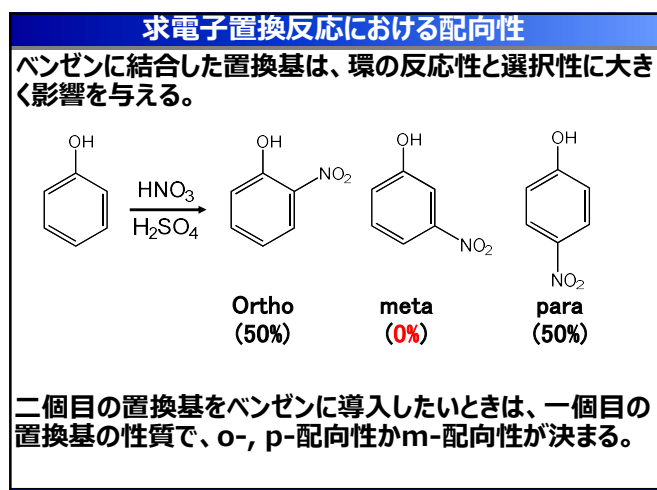 求電子置換反応における配向性
ベンゼンに結合した置換基は、環の反応性と選択性に大き
く影響を与える。
OH
HNO3
H2SO4
OH
NO2
OH
NO2
OH
NO2
Ortho
(50%)
meta
(0%)
para
(50%)
二個目の置換基をベンゼンに導入したいときは、一個目の
置換基の性質で、o-, p-配向性かm-配向性が決まる。